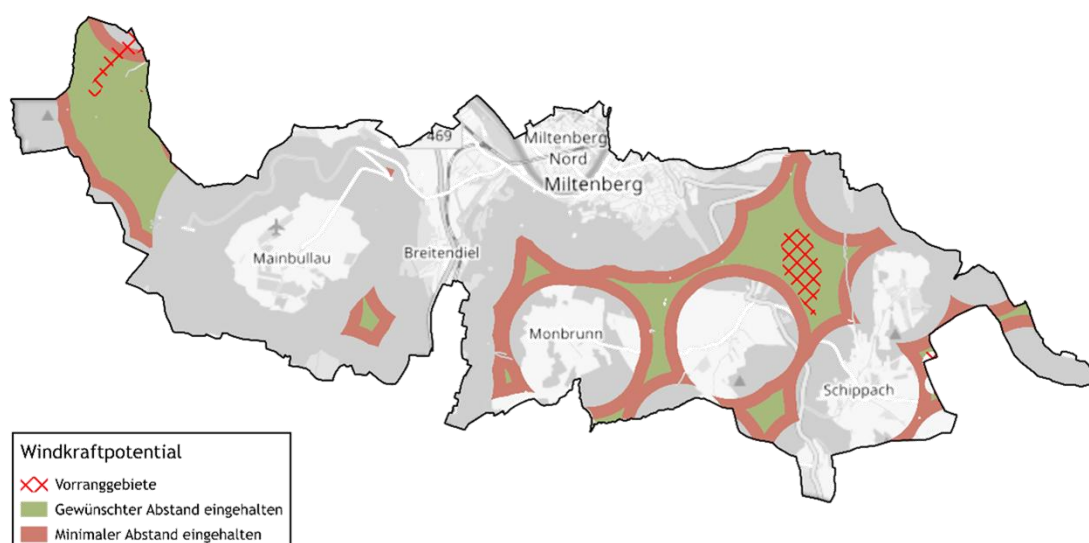 469
Miltenberg
Nord
Miltenberg
Breitendiel
Mainbullau
Monbrunn
Schippach
Windkraftpotential
Vorranggebiete
Gewünschter Abstand eingehalten
Minimaler Abstand eingehalten